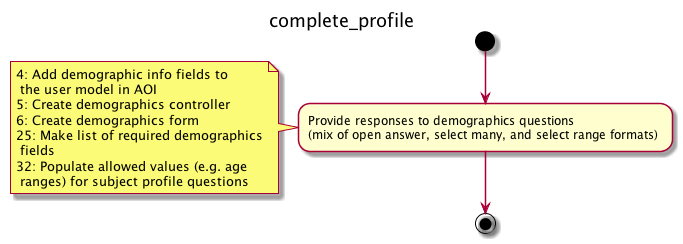 complete_profile
4: Add demographic info fields to
the user model in AOI
5: Create demographics controller
6: Create demographics form
25: Make list of required demographics
fields
32: Populate allowed values (e.g. age
ranges) for subject profile questions
Provide responses to demographics questions
(mix of open answer, select many, and select range formats)